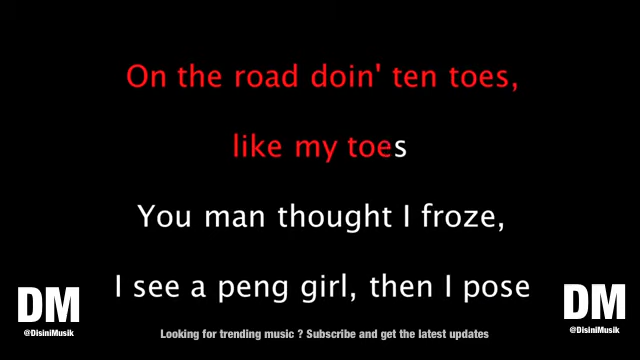 On the road doin' ten toes,
like my toes
You man thought I froze,
I see a peng girl, then I pose
DM
@DisiniMusik
DM
@DisiniMusik
Looking for trending music ? Subscribe and get the latest updates